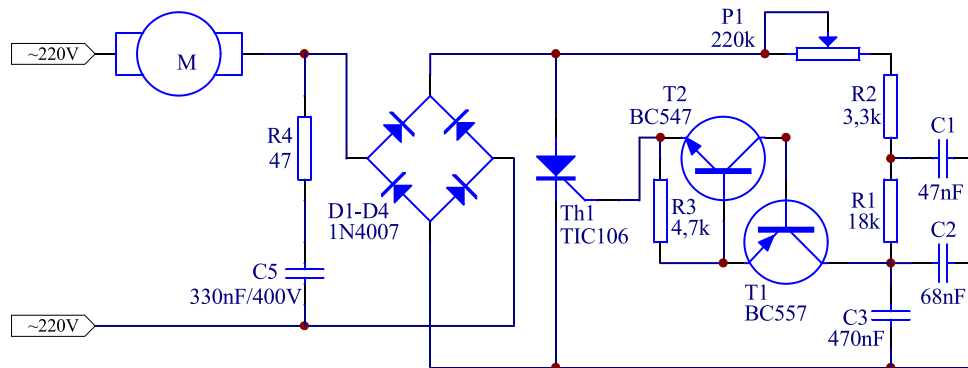 ~220V
M
R4
47
C5
330nF/400V
~220V
D1-D4
1N4007
Th1
TIC106
T2
BC547
R3
4,7k
T1
BC557
P1
220k
R2
3,3k
R1
18k
C1
47nF
C2
68nF
C3
470nF